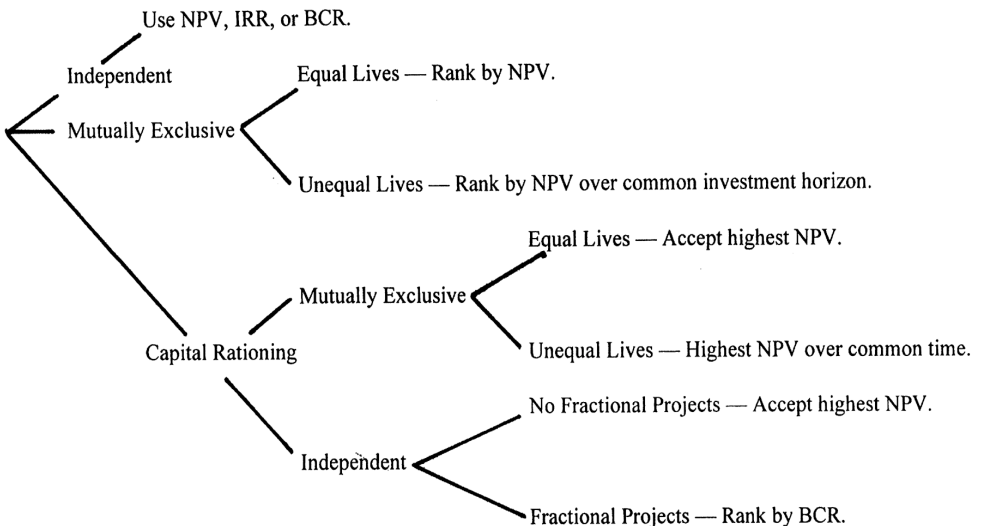 Use NPV, IRR, or BCR.
Independent
Equal Lives — Rank by NPV.
Mutually Exclusive
Unequal Lives — Rank by NPV over common investment horizon.
Equal Lives — Accept highest NPV.
Mutually Exclusive
Capital Rationing
Unequal Lives — Highest NPV over common time.
No Fractional Projects — Accept highest NPV.
Independent
Fractional Projects — Rank by BCR.